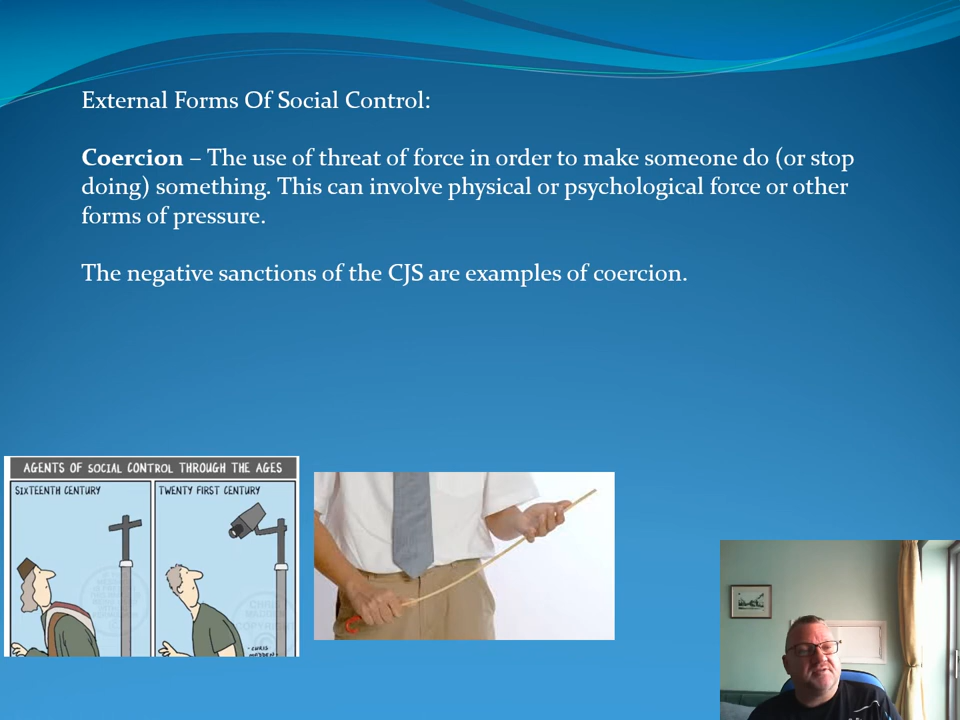 External Forms Of Social Control:
Coercion – The use of threat of force in order to make someone do (or stop
doing) something. This can involve physical or psychological force or other
forms of pressure.
The negative sanctions of the CJS are examples of coercion.
AGENTS OF SOCIAL CONTROL THROUGH THE AGES
SIXTEENTH CENTURY
TWENTY FIRST CENTURY